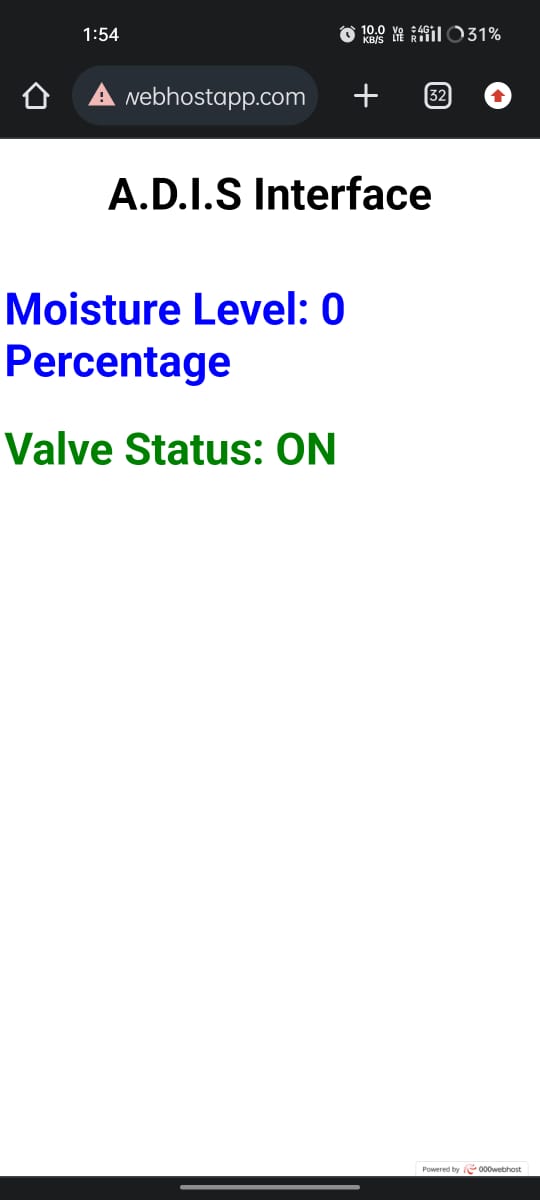 1:54
10.0 KB/S Vo LTE 4G+ R 31%
webhostapp.com
32
A.D.I.S Interface
Moisture Level: 0
Percentage
Valve Status: ON
Powered by 000webhost